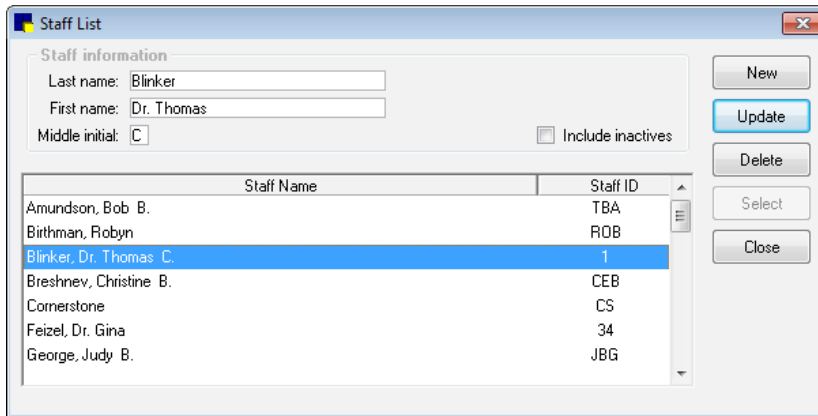 Staff List
Staff information
Last name: Blinker
First name: Dr. Thomas
Middle initial: C
Include inactives
New
Update
Delete
Select
Close
Staff Name Staff ID
Amundson, Bob B. TBA
Birthman, Robyn ROB
Blinker, Dr. Thomas C. 1
Breshnev, Christine B. CEB
Cornerstone CS
Feizel, Dr. Gina 34
George, Judy B. JBG